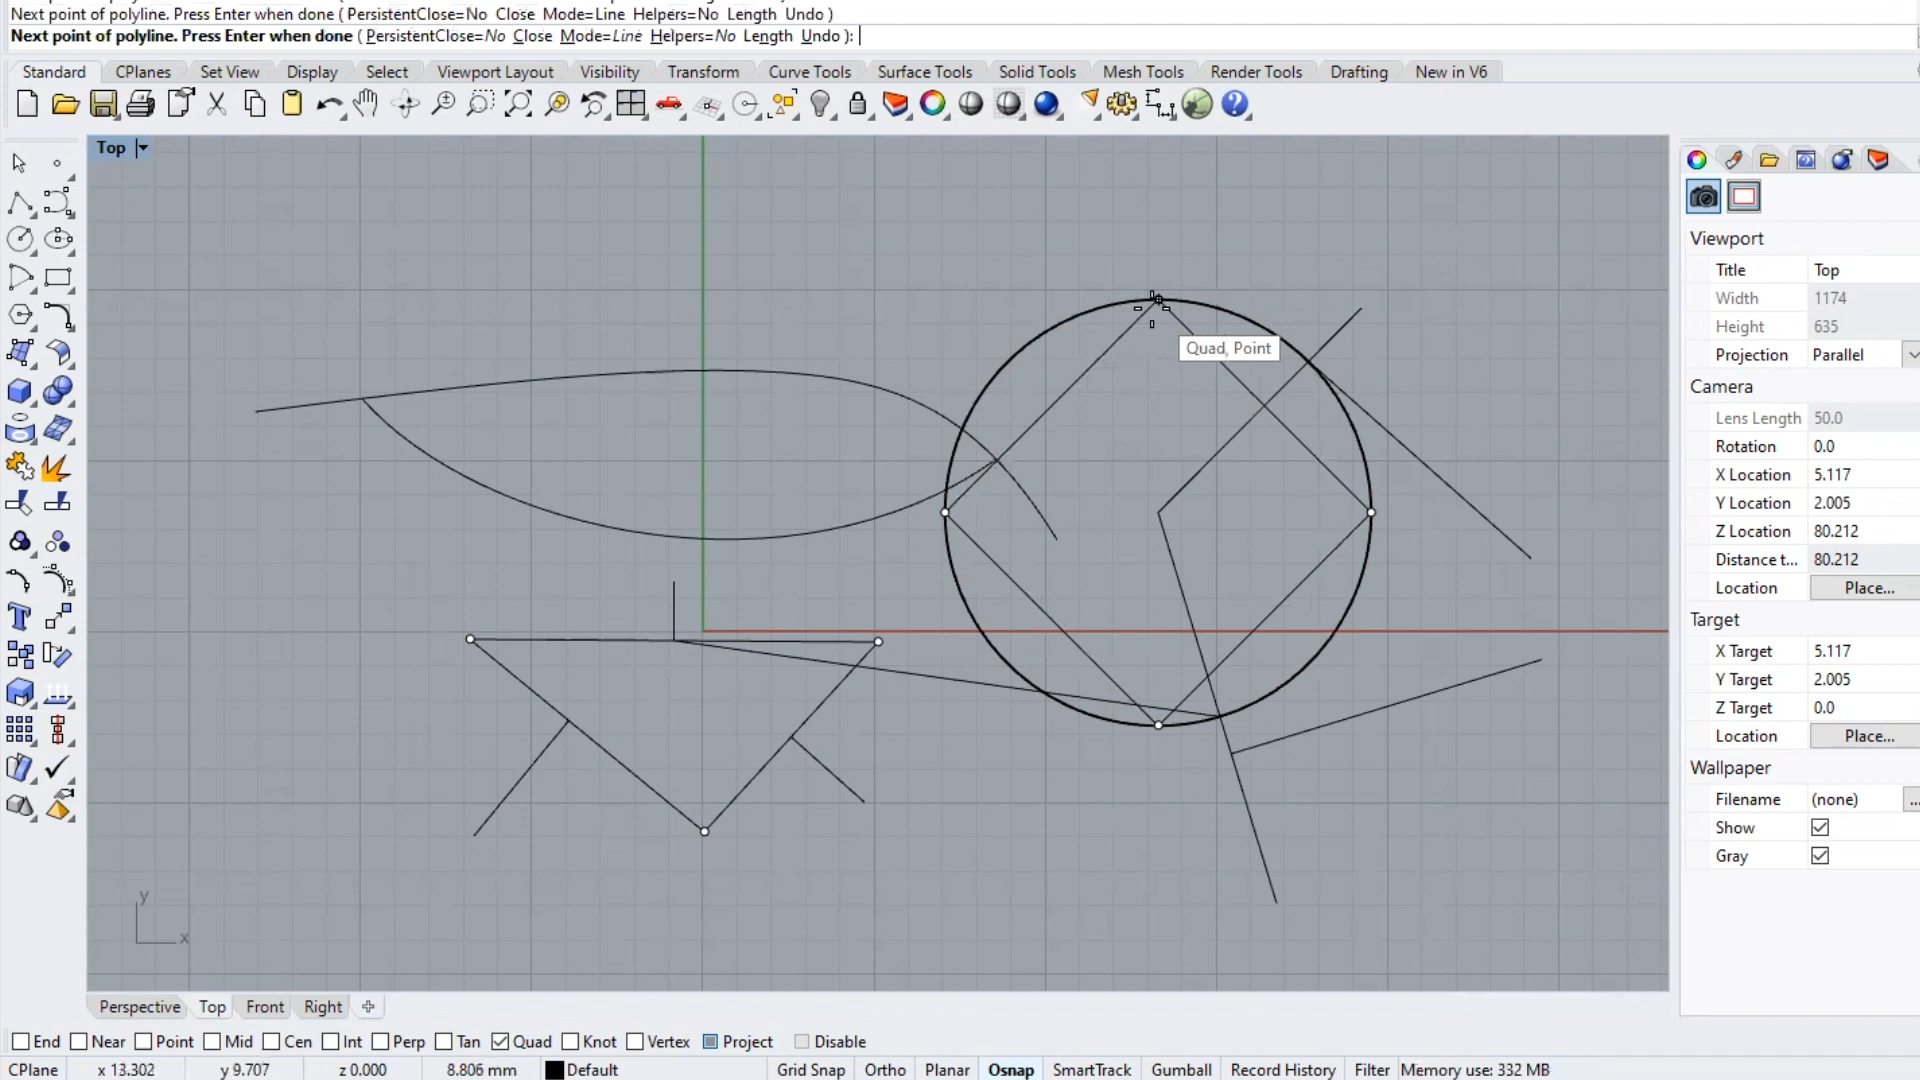 Next point of polyline. Press Enter when done ( PersistentClose=No Close Mode=Line Helpers=No Length Undo )
Next point of polyline. Press Enter when done ( PersistentClose=No Close Mode=Line Helpers=No Length Undo ):
Standard CPlanes Set View Display Select Viewport Layout Visibility Transform Curve Tools Surface Tools Solid Tools Mesh Tools Render Tools Drafting New in V6
Top
Quad, Point
y
x
Viewport
Title Top
Width 1174
Height 635
Projection Parallel
Camera
Lens Length 50.0
Rotation 0.0
X Location 5.117
Y Location 2.005
Z Location 80.212
Distance t... 80.212
Location Place...
Target
X Target 5.117
Y Target 2.005
Z Target 0.0
Location Place...
Wallpaper
Filename (none) ...
Show
Gray
Perspective Top Front Right
End Near Point Mid Cen Int Perp Tan Quad Knot Vertex Project Disable
CPlane x 13.302 y 9.707 z 0.000 8.806 mm Default Grid Snap Ortho Planar Osnap SmartTrack Gumball Record History Filter Memory use: 332 MB